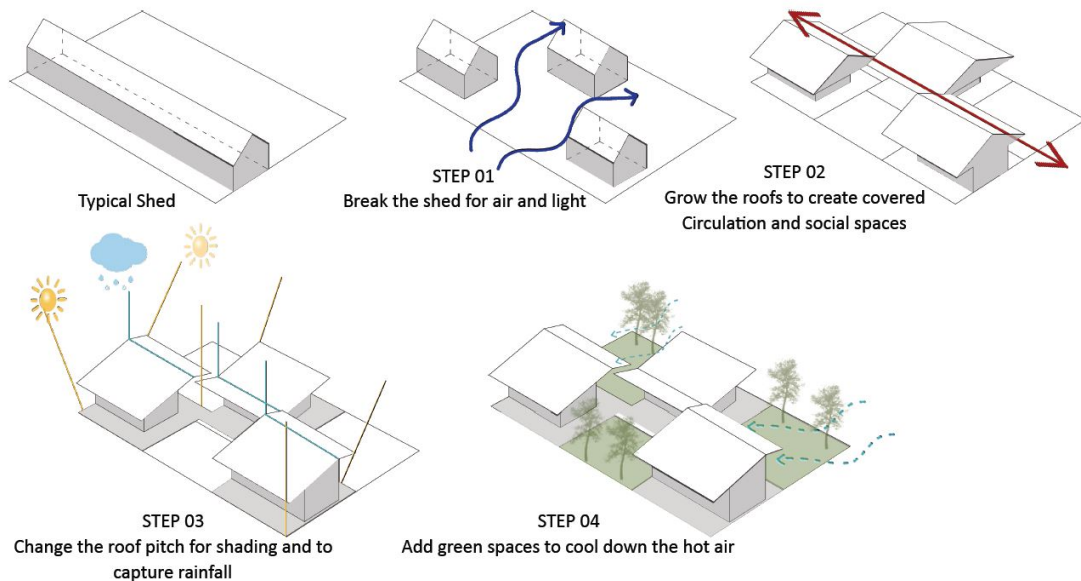 Typical Shed
STEP 01
Break the shed for air and light
STEP 02
Grow the roofs to create covered
Circulation and social spaces
STEP 03
Change the roof pitch for shading and to
capture rainfall
STEP 04
Add green spaces to cool down the hot air